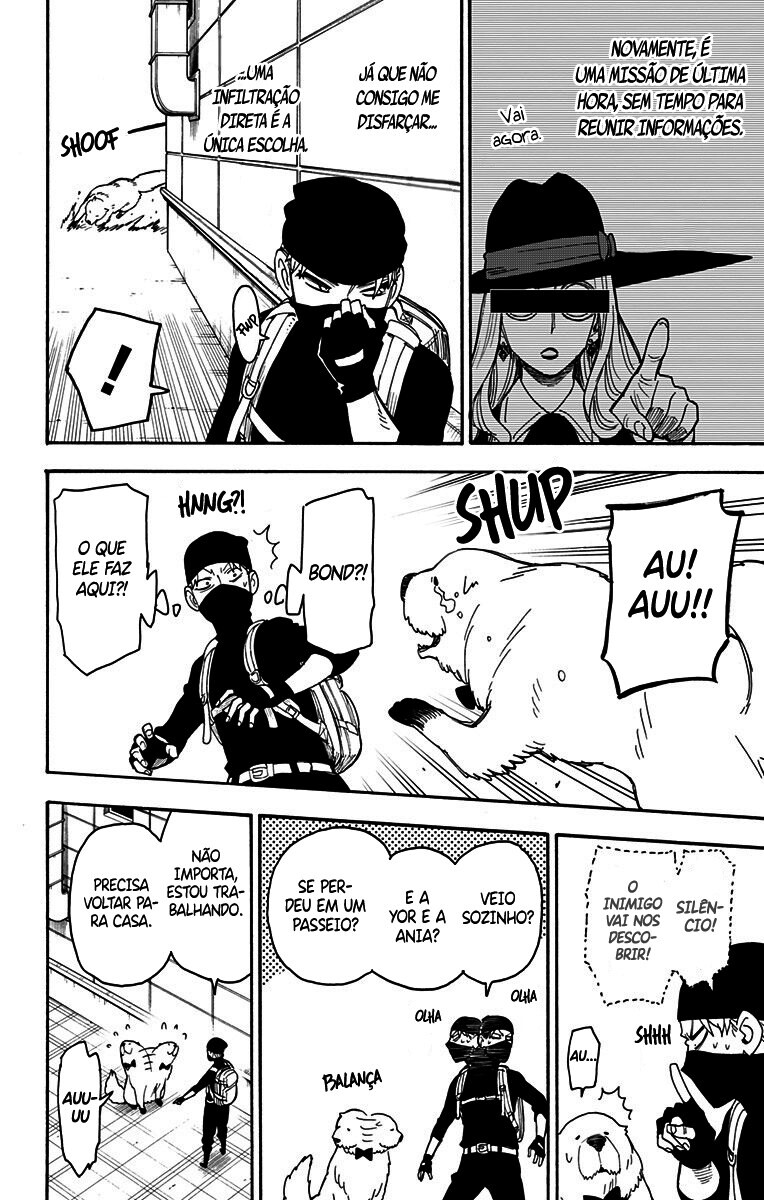 NOVAMENTE, É
UMA MISSÃO DE ÚLTIMA
HORA, SEM TEMPO PARA
REUNIR INFORMAÇÕES.
Vai
agora.
JÁ QUE NÃO
CONSIGO ME
DISFARÇAR...
...UMA
INFILTRAÇÃO
DIRETA É A
ÚNICA ESCOLHA.
SHOOF
FWP
!
AU!
AUU!!
SHUP
BOND?!
HNNG?!
O QUE
ELE FAZ
AQUI?!
SILÊN-
CIO!
O
INIMIGO
VAI NOS
DESCO-
BRIR!
SHHH
AU...
VEIO
SOZINHO?
E A
YOR E A
ANIA?
SE PER-
DEU EM UM
PASSEIO?
OLHA
OLHA
BALANÇA
NÃO
IMPORTA,
ESTOU TRA-
BALHANDO.
PRECISA
VOLTAR PA-
RA CASA.
AUU-
UU